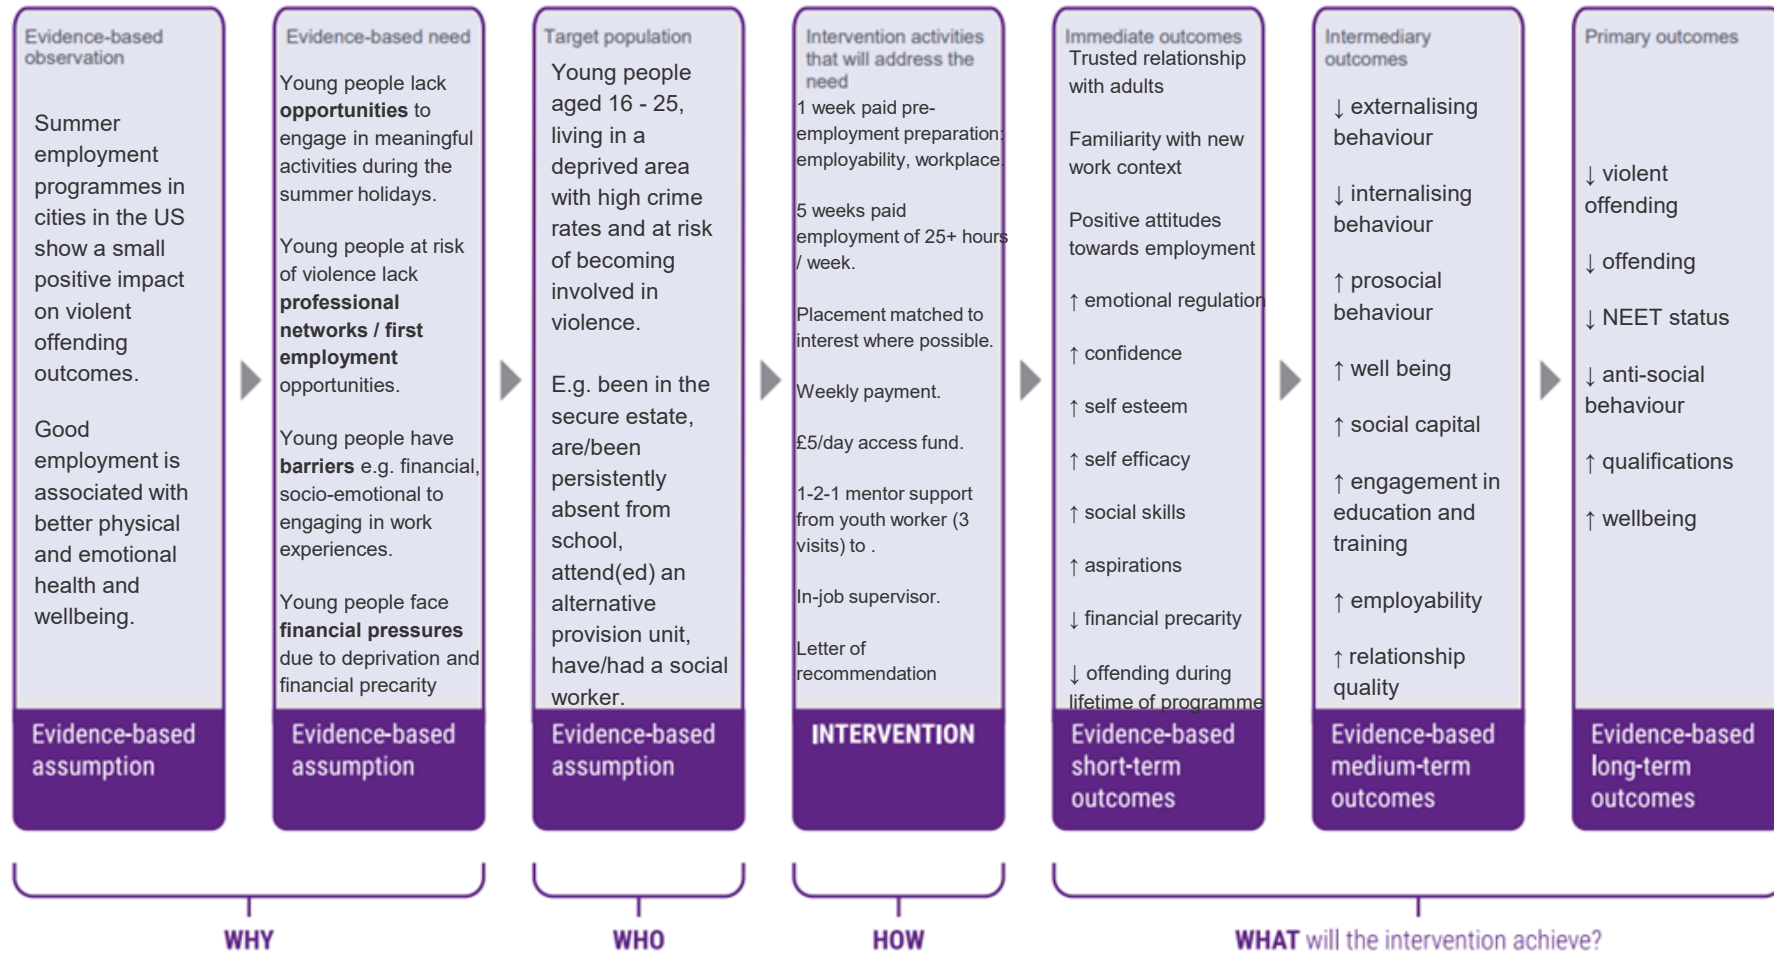 Evidence-based
observation
Summer
employment
programmes in
cities in the US
show a small
positive impact
on violent
offending
outcomes.
Good
employment is
associated with
better physical
and emotional
health and
wellbeing.
Evidence-based
assumption
Evidence-based need
Young people lack
opportunities to
engage in meaningful
activities during the
summer holidays.
Young people at risk
of violence lack
professional
networks / first
employment
opportunities.
Young people have
barriers e.g. financial,
socio-emotional to
engaging in work
experiences.
Young people face
financial pressures
due to deprivation and
financial precarity
Evidence-based
assumption
Target population
Young people
aged 16 - 25,
living in a
deprived area
with high crime
rates and at risk
of becoming
involved in
violence.
E.g. been in the
secure estate,
are/been
persistently
absent from
school,
attend(ed) an
alternative
provision unit,
have/had a social
worker.
Evidence-based
assumption
Intervention activities
that will address the
need
1 week paid pre-
employment preparation:
employability, workplace.
5 weeks paid
employment of 25+ hours
/ week.
Placement matched to
interest where possible.
Weekly payment.
£5/day access fund.
1-2-1 mentor support
from youth worker (3
visits) to .
In-job supervisor.
Letter of
recommendation
INTERVENTION
Immediate outcomes
Trusted relationship
with adults
Familiarity with new
work context
Positive attitudes
towards employment
↑ emotional regulation
↑ confidence
↑ self esteem
↑ self efficacy
↑ social skills
↑ aspirations
↓ financial precarity
↓ offending during
lifetime of programme
Evidence-based
short-term
outcomes
Intermediary
outcomes
↓ externalising
behaviour
↓ internalising
behaviour
↑ prosocial
behaviour
↑ well being
↑ social capital
↑ engagement in
education and
training
↑ employability
↑ relationship
quality
Evidence-based
medium-term
outcomes
Primary outcomes
↓ violent
offending
↓ offending
↓ NEET status
↓ anti-social
behaviour
↑ qualifications
↑ wellbeing
Evidence-based
long-term
outcomes
WHY
WHO
HOW
WHAT will the intervention achieve?